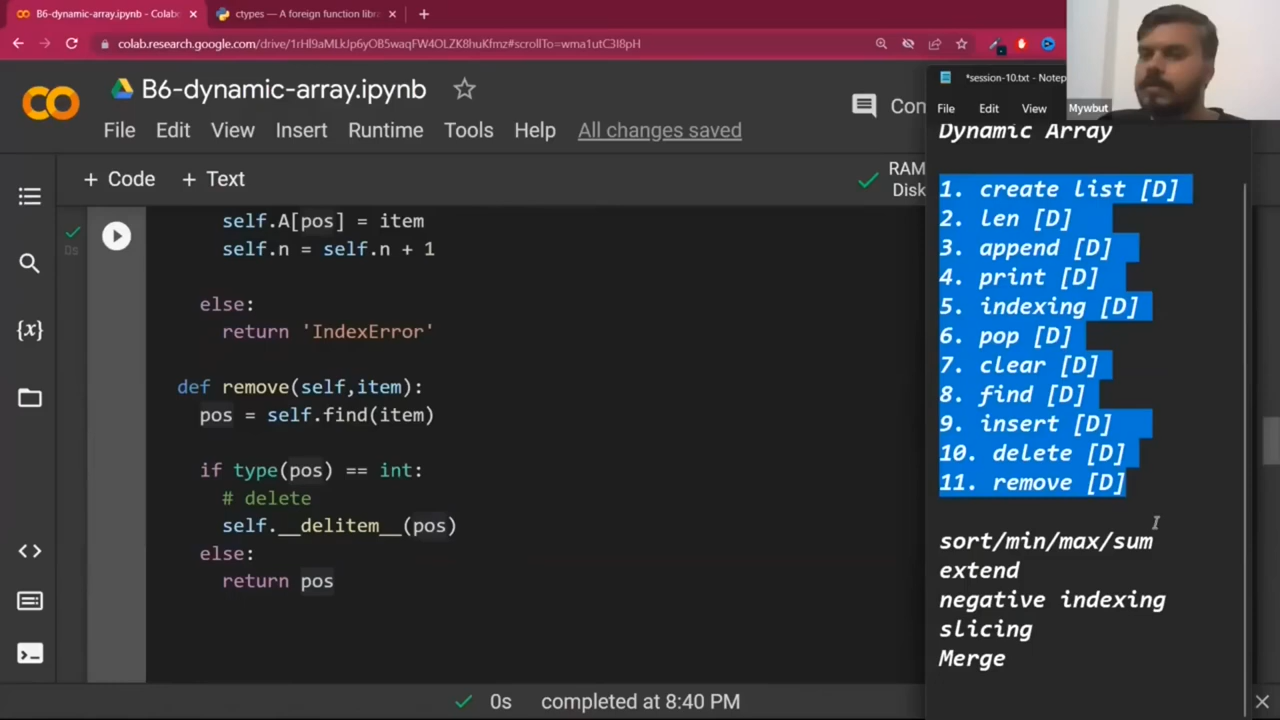 B6-dynamic-array.ipynb - Colab
ctypes — A foreign function libr
colab.research.google.com/drive/1rHl9aMLkJp6yOB5waqFW4OLZK8huKfmz#scrollTo=wma1utC3I8pH
B6-dynamic-array.ipynb
Com
File Edit View Insert Runtime Tools Help All changes saved
+ Code + Text
RAM
Disk
self.A[pos] = item
self.n = self.n + 1
else:
return 'IndexError'
def remove(self,item):
pos = self.find(item)
if type(pos) == int:
# delete
self.__delitem__(pos)
else:
return pos
0s
0s completed at 8:40 PM
*session-10.txt - Notep
File Edit View
Mywbut
Dynamic Array
1. create list [D]
2. len [D]
3. append [D]
4. print [D]
5. indexing [D]
6. pop [D]
7. clear [D]
8. find [D]
9. insert [D]
10. delete [D]
11. remove [D]
sort/min/max/sum
extend
negative indexing
slicing
Merge